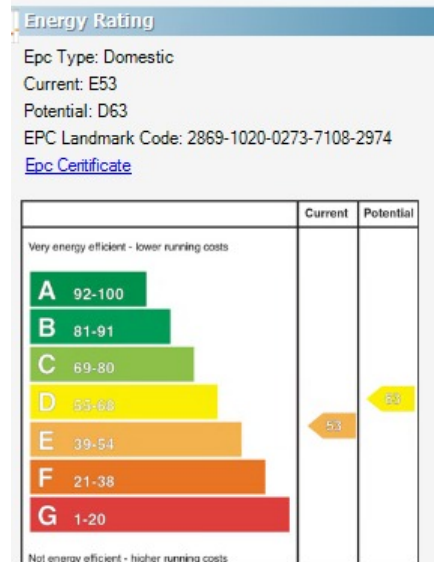 Energy Rating
Epc Type: Domestic
Current: E53
Potential: D63
EPC Landmark Code: 2869-1020-0273-7108-2974
Epc Ceritificate
Current Potential
Very energy efficient - lower running costs
A 92-100
B 81-91
C 69-80
D 55-68
63
E 39-54
53
F 21-38
G 1-20
Not energy efficient - higher running costs